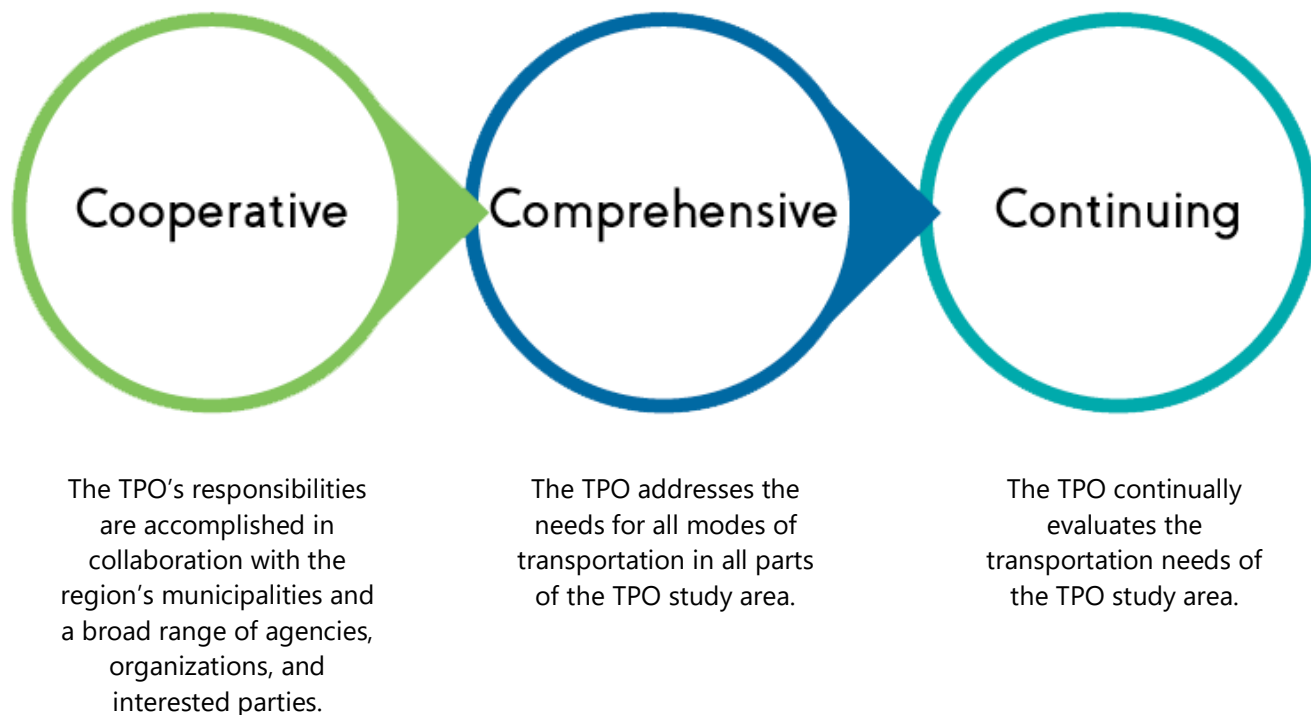 Cooperative
Comprehensive
Continuing
The TPO’s responsibilities
are accomplished in
collaboration with the
region’s municipalities and
a broad range of agencies,
organizations, and
interested parties.
The TPO addresses the
needs for all modes of
transportation in all parts
of the TPO study area.
The TPO continually
evaluates the
transportation needs of
the TPO study area.